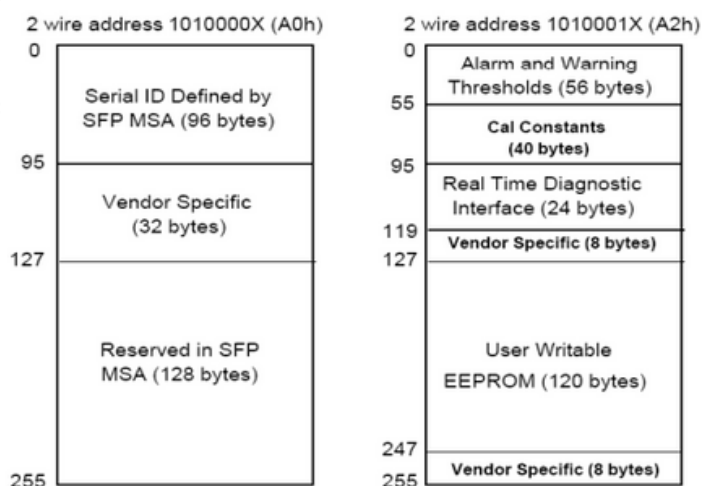 2 wire address 1010000X (A0h)
0
Serial ID Defined by
SFP MSA (96 bytes)
95
Vendor Specific
(32 bytes)
127
Reserved in SFP
MSA (128 bytes)
255
2 wire address 1010001X (A2h)
0
Alarm and Warning
Thresholds (56 bytes)
55
Cal Constants
(40 bytes)
95
Real Time Diagnostic
Interface (24 bytes)
119
Vendor Specific (8 bytes)
127
User Writable
EEPROM (120 bytes)
247
Vendor Specific (8 bytes)
255